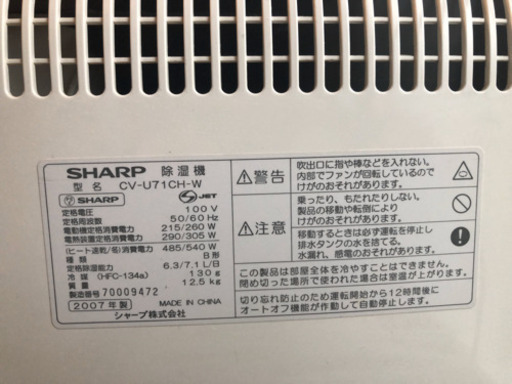 SHARP 除湿機
型 名 CV-U71CH-W
SHARP JET
定格電圧 100V
定格周波数 50/60Hz
電動機定格消費電力 215/260 W
電熱装置定格消費電力 290/305 W
(ヒート速乾/冬)消費電力 485/540 W
種類 B形
定格除湿能力 6.3/7.1 L/日
冷 媒 (HFC-134a) 130g
質量 12.5kg
製造番号 70009472
2007年製 MADE IN CHINA
シャープ株式会社
警告
吹出口に指や棒などを入れない。
内部でファンが回転しているので
けがのおそれがあります。
注意
乗ったり、もたれたりしない。
製品の移動や転倒により
けがのおそれがあります。
移動するときは必ず運転を停止し
排水タンクの水を捨てる。
水漏れ、感電のおそれがあります。
この製品は部屋全体を冷やすことはできません。
閉め切った場所で使われた場合は室温が上がります。
切り忘れ防止のため運転開始から12時間後に
オートオフ機能が作動して自動停止します。